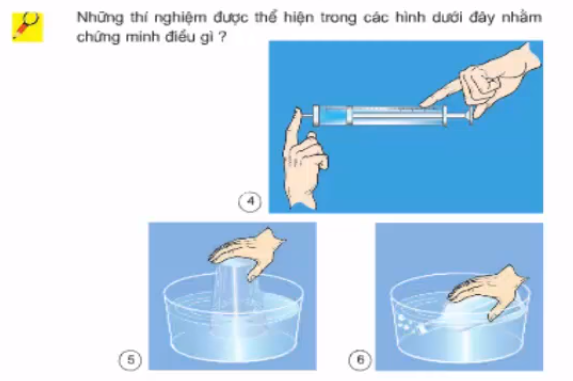 Những thí nghiệm được thể hiện trong các hình dưới đây nhằm
chứng minh điều gì ?
4
5
6